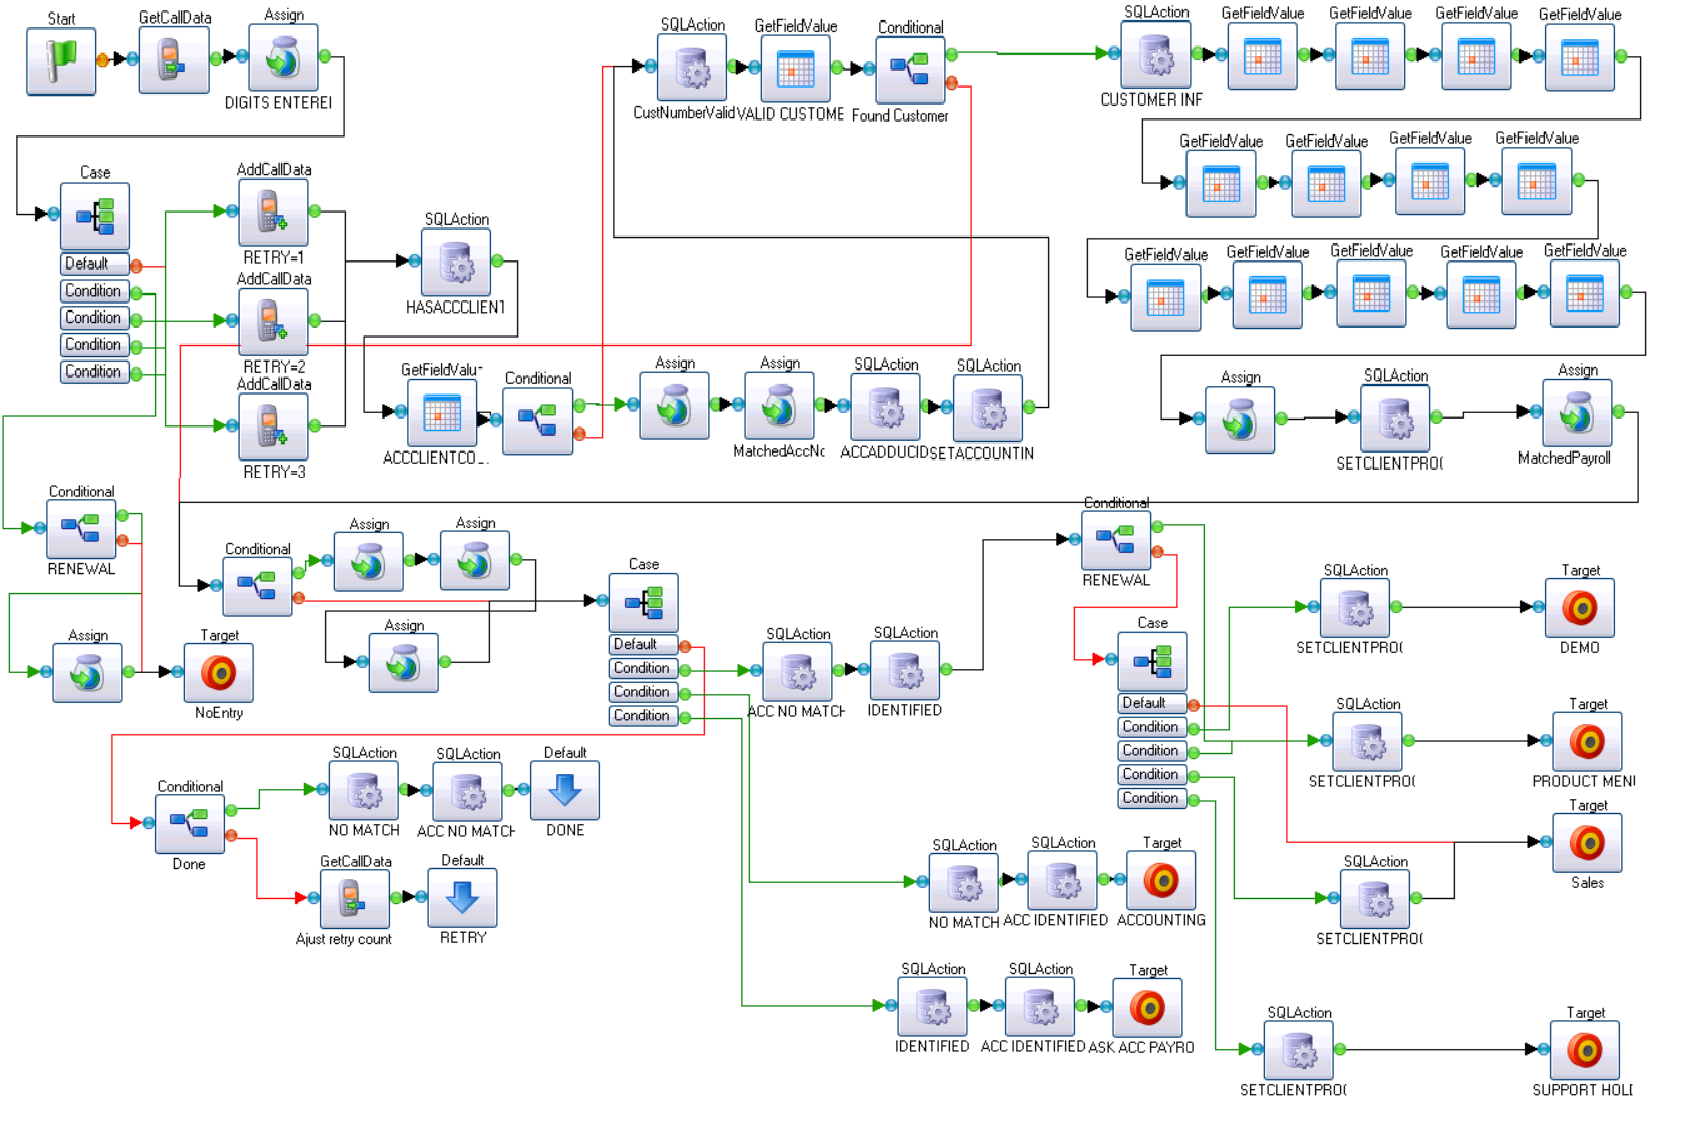 Start
GetCallData
Assign
DIGITS ENTEREI
SQLAction
CustNumberValid
GetFieldValue
VALID CUSTOME
Conditional
Found Customer
SQLAction
CUSTOMER INF
GetFieldValue
GetFieldValue
GetFieldValue
GetFieldValue
GetFieldValue
GetFieldValue
GetFieldValue
GetFieldValue
GetFieldValue
GetFieldValue
GetFieldValue
GetFieldValue
GetFieldValue
Case
Default
Condition
Condition
Condition
Condition
AddCallData
RETRY=1
AddCallData
RETRY=2
AddCallData
RETRY=3
SQLAction
HASACCCLIENT
GetFieldValu
ACCCLIENTCO
Conditional
Assign
Assign
MatchedAccNc
SQLAction
ACCADDUCID
SQLAction
SETACCOUNTIN
Assign
SQLAction
SETCLIENTPRO(
Assign
MatchedPayroll
Conditional
RENEWAL
Assign
Target
NoEntry
Conditional
Assign
Assign
Assign
Case
Default
Condition
Condition
Condition
SQLAction
ACC NO MATCH
SQLAction
IDENTIFIED
Conditional
RENEWAL
Case
Default
Condition
Condition
Condition
Condition
SQLAction
SETCLIENTPRO(
Target
DEMO
SQLAction
SETCLIENTPRO(
Target
PRODUCT MENI
Target
Sales
SQLAction
SETCLIENTPRO(
Conditional
Done
SQLAction
NO MATCH
SQLAction
ACC NO MATCH
Default
DONE
GetCallData
Ajust retry count
Default
RETRY
SQLAction
NO MATCH
SQLAction
ACC IDENTIFIED
Target
ACCOUNTING
SQLAction
IDENTIFIED
SQLAction
ACC IDENTIFIED
Target
ASK ACC PAYRO
SQLAction
SETCLIENTPRO(
Target
SUPPORT HOL